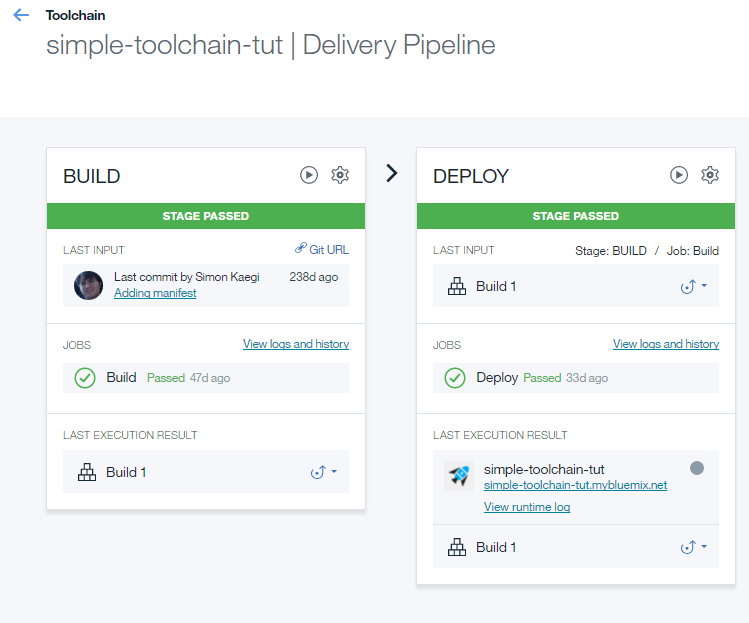 Toolchain
simple-toolchain-tut | Delivery Pipeline
BUILD
STAGE PASSED
LAST INPUT
Git URL
Last commit by Simon Kaegi
238d ago
Adding manifest
JOBS
View logs and history
Build Passed 47d ago
LAST EXECUTION RESULT
Build 1
DEPLOY
STAGE PASSED
LAST INPUT
Stage: BUILD / Job: Build
Build 1
JOBS
View logs and history
Deploy Passed 33d ago
LAST EXECUTION RESULT
simple-toolchain-tut
simple-toolchain-tut.mybluemix.net
View runtime log
Build 1